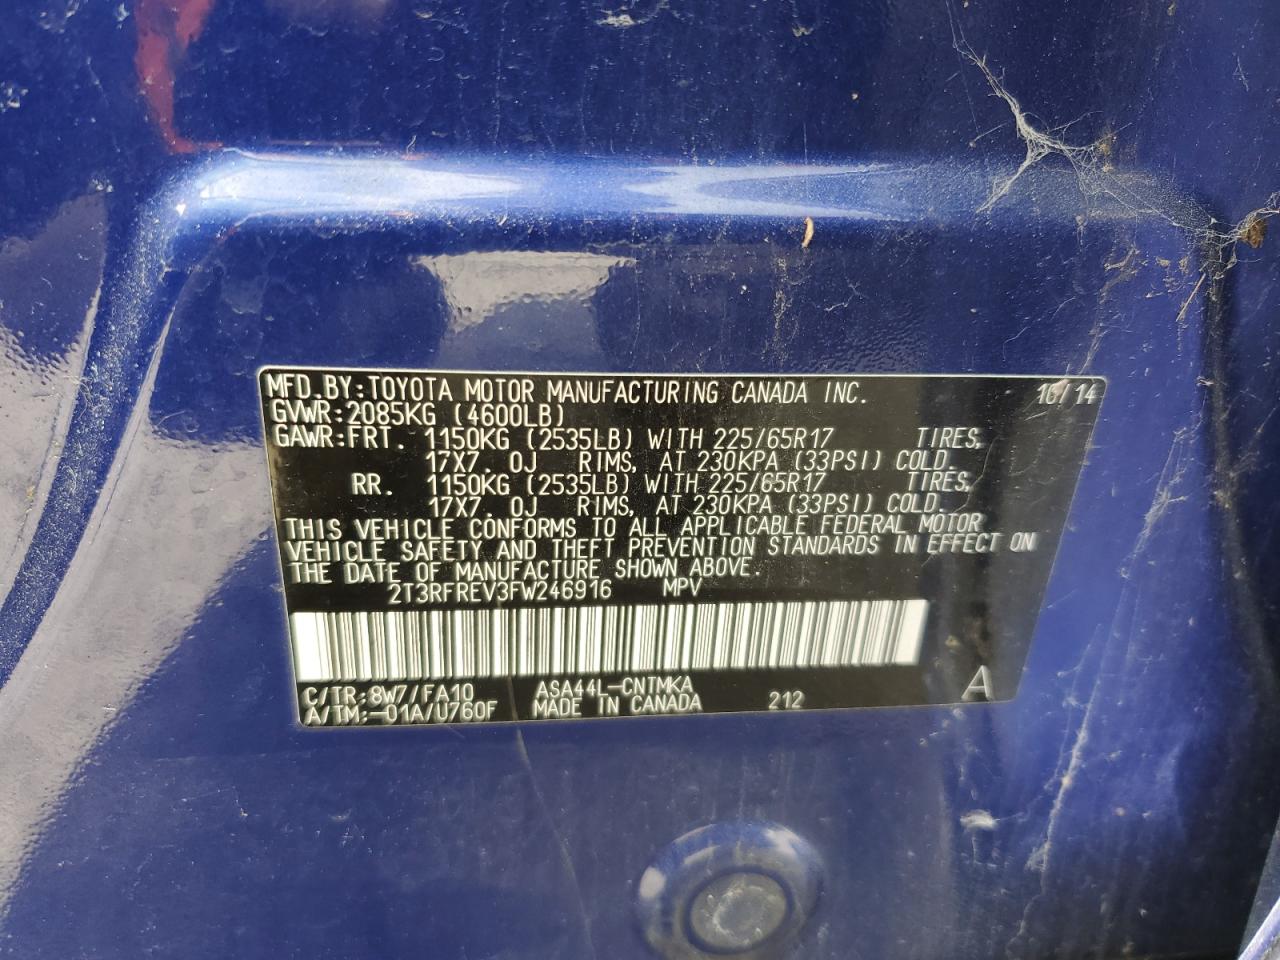 MFD.BY:TOYOTA MOTOR MANUFACTURING CANADA INC. 10/14
GVWR:2085KG (4600LB)
GAWR:FRT. 1150KG (2535LB) WITH 225/65R17 TIRES,
17X7. 0J RIMS, AT 230KPA (33PSI) COLD.
RR. 1150KG (2535LB) WITH 225/65R17 TIRES,
17X7. 0J RIMS, AT 230KPA (33PSI) COLD.
THIS VEHICLE CONFORMS TO ALL APPLICABLE FEDERAL MOTOR
VEHICLE SAFETY AND THEFT PREVENTION STANDARDS IN EFFECT ON
THE DATE OF MANUFACTURE SHOWN ABOVE.
2T3RFREV3FW246916 MPV
C/TR:8W7/FA10 ASA44L-CNTMKA
A/TM:-01A/U760F MADE IN CANADA 212 A